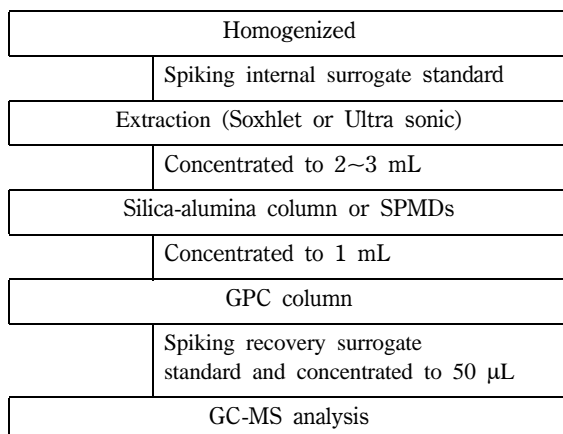 Homogenized
Spiking internal surrogate standard
Extraction (Soxhlet or Ultra sonic)
Concentrated to 2~3 mL
Silica-alumina column or SPMDs
Concentrated to 1 mL
GPC column
Spiking recovery surrogate
standard and concentrated to 50 μL
GC-MS analysis